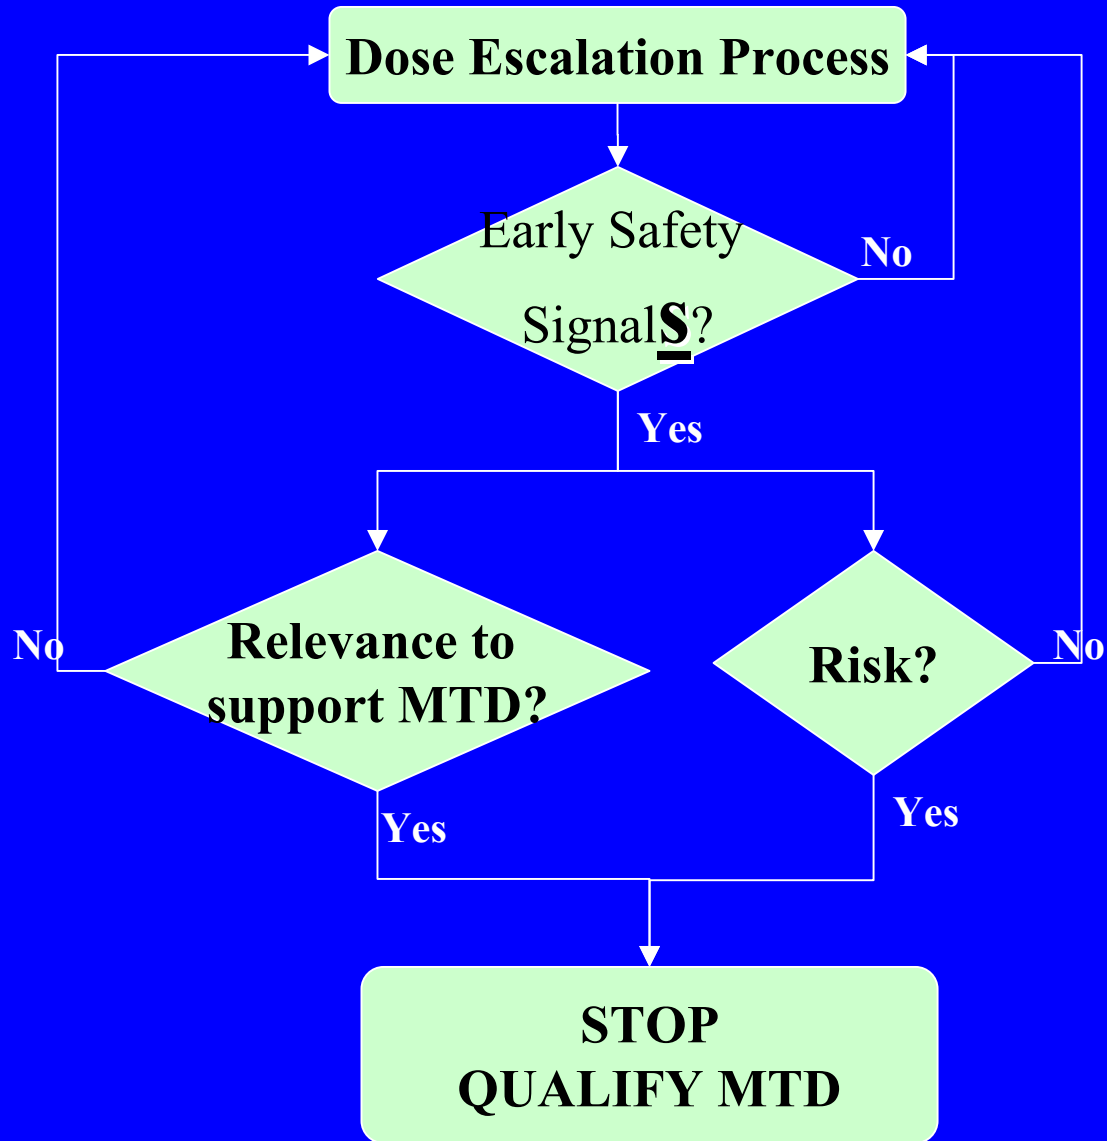 Dose Escalation Process
Early Safety
No
Signals?
Yes
Relevance to
support MTD?
No
Risk?
No
Yes
Yes
STOP
QUALIFY MTD